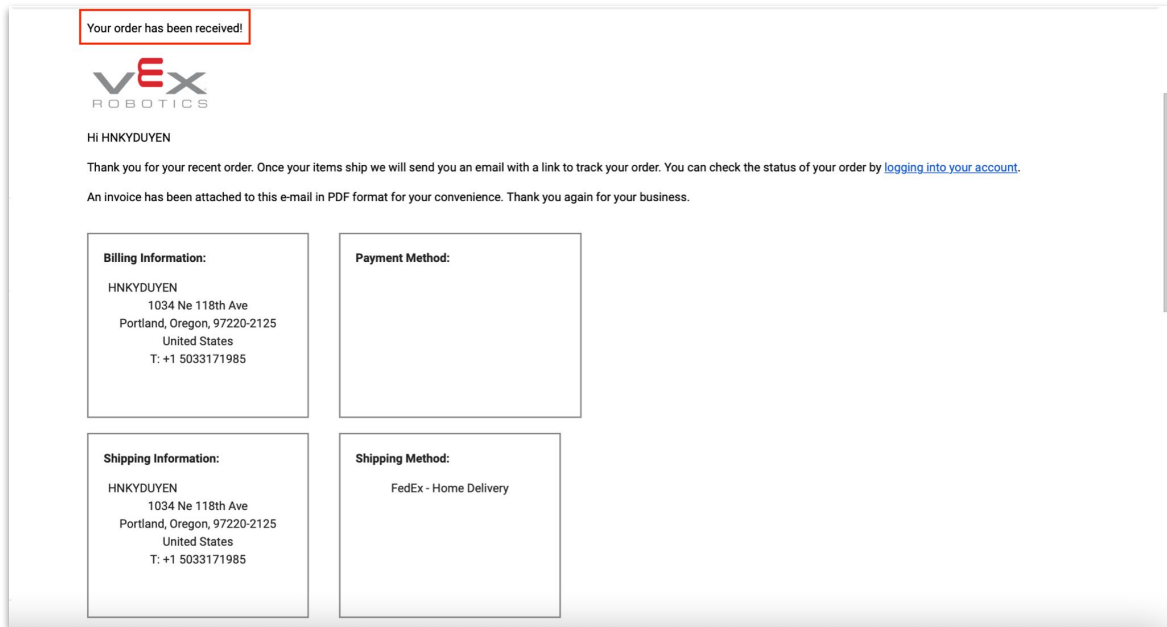 Your order has been received!
VEX
ROBOTICS
Hi HNKYDUYEN
Thank you for your recent order. Once your items ship we will send you an email with a link to track your order. You can check the status of your order by logging into your account.
An invoice has been attached to this e-mail in PDF format for your convenience. Thank you again for your business.
Billing Information:
HNKYDUYEN
1034 Ne 118th Ave
Portland, Oregon, 97220-2125
United States
T: +1 5033171985
Payment Method:
Shipping Information:
HNKYDUYEN
1034 Ne 118th Ave
Portland, Oregon, 97220-2125
United States
T: +1 5033171985
Shipping Method:
FedEx - Home Delivery